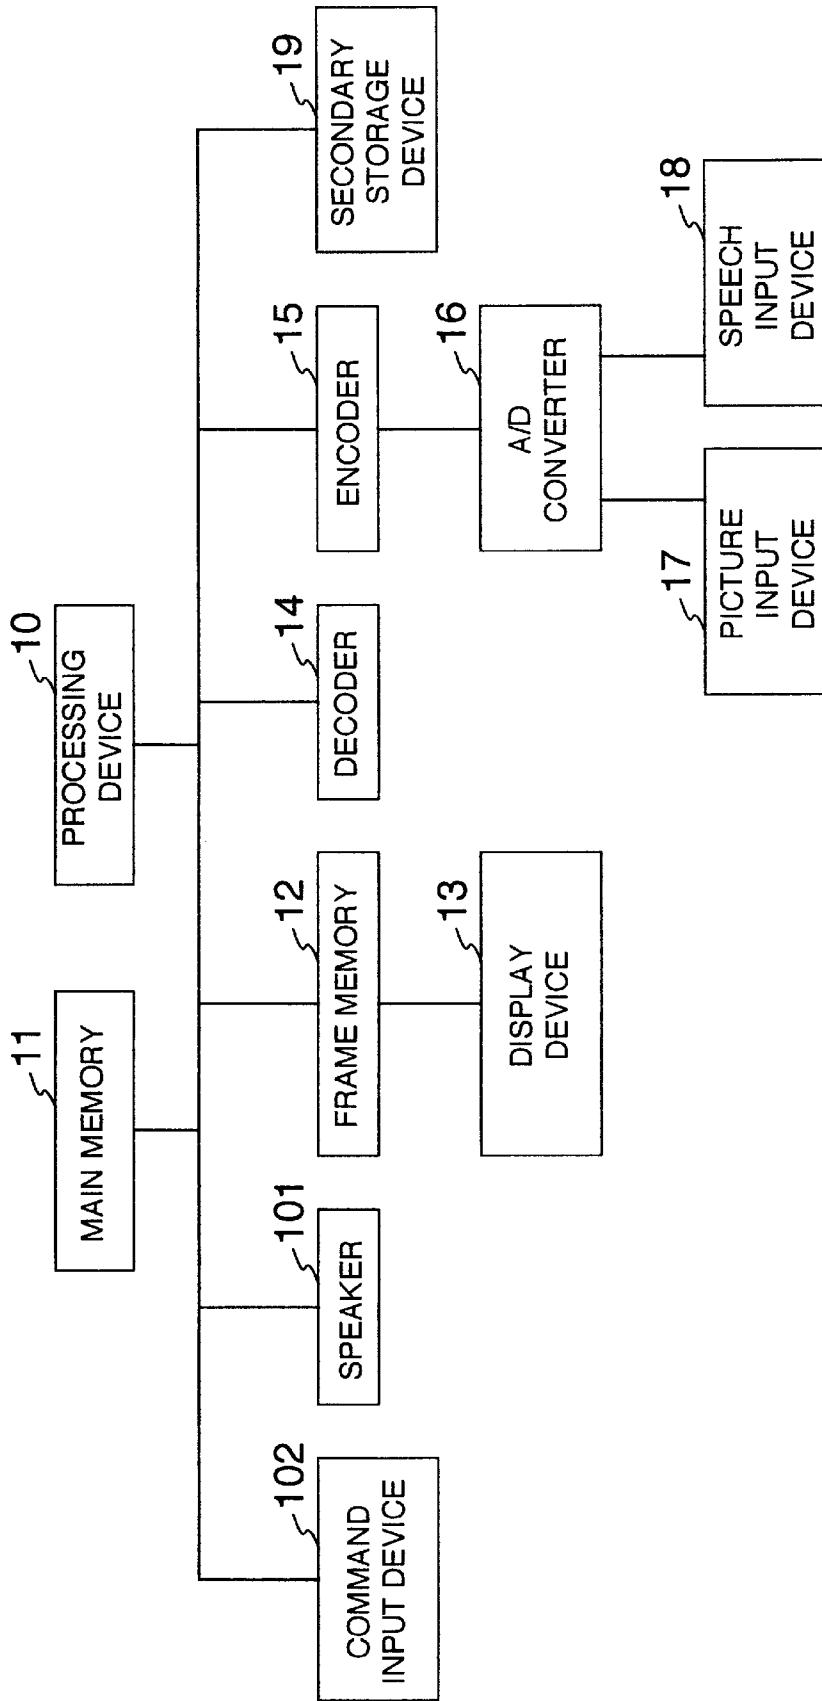 11
MAIN MEMORY
10
PROCESSING
DEVICE
102
COMMAND
INPUT DEVICE
101
SPEAKER
12
FRAME MEMORY
14
DECODER
15
ENCODER
19
SECONDARY
STORAGE
DEVICE
13
DISPLAY
DEVICE
16
A/D
CONVERTER
17
PICTURE
INPUT
DEVICE
18
SPEECH
INPUT
DEVICE